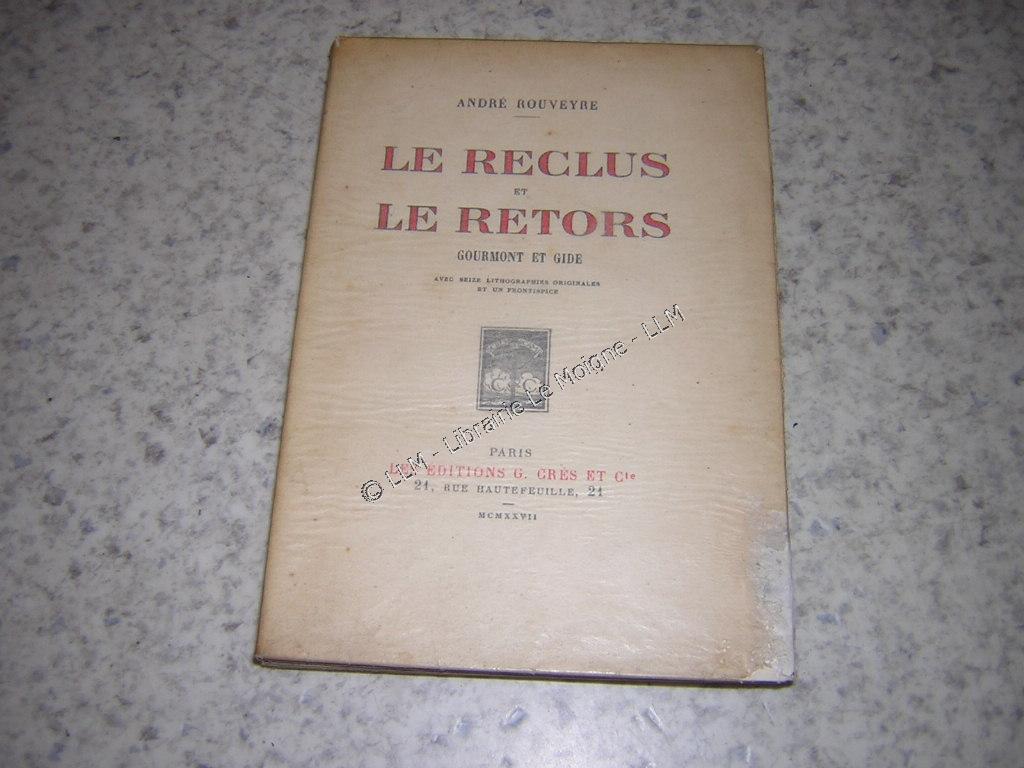 ANDRÉ ROUVEYRE
LE RECLUS
ET
LE RETORS
GOURMONT ET GIDE
AVEC SEIZE LITHOGRAPHIES ORIGINALES
ET UN FRONTISPICE
PARIS
LES ÉDITIONS G. CRÈS ET Cie
21, RUE HAUTEFEUILLE, 21
MCMXXVII
© LLM - Librairie Le Moigne - LLM